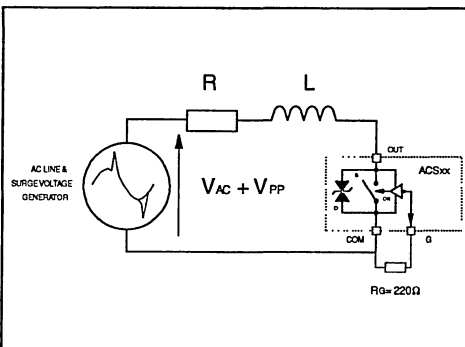 R
L
OUT
AC LINE &
SURGE VOLTAGE
GENERATOR
VAC + VPP
ACSxx
S
ON
D
COM
G
RG= 220Ω